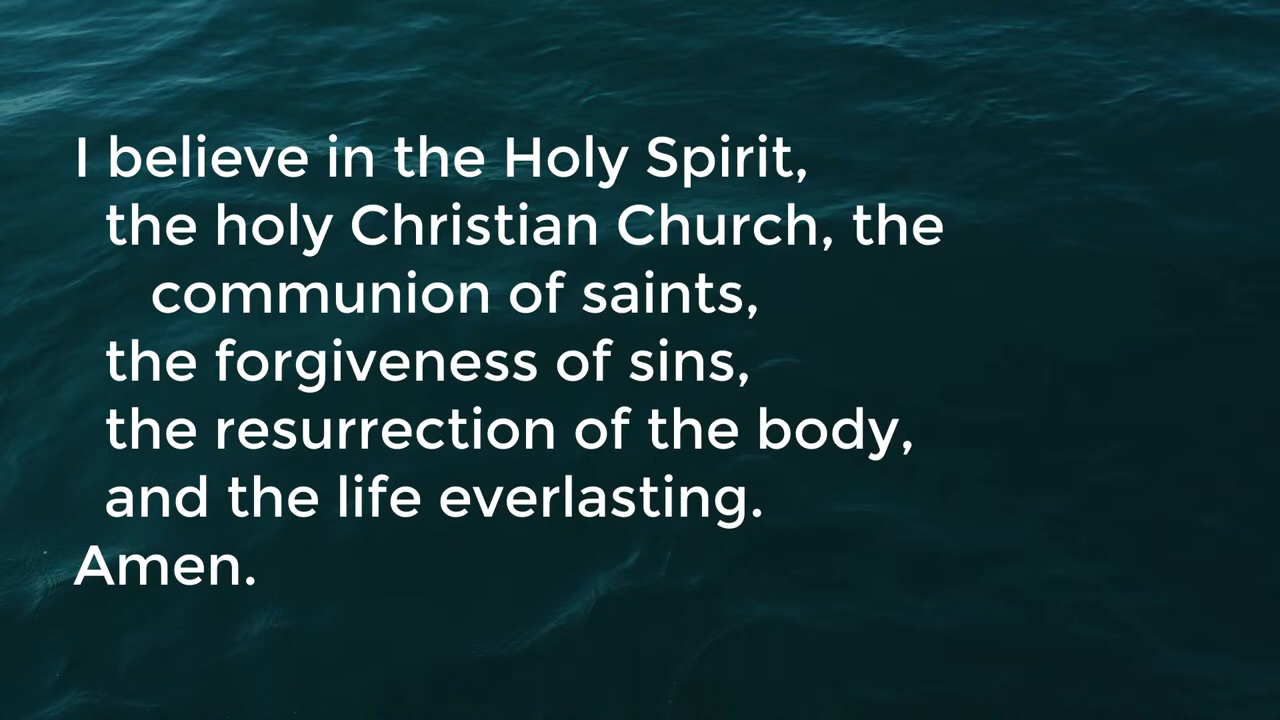 I believe in the Holy Spirit,
the holy Christian Church, the
communion of saints,
the forgiveness of sins,
the resurrection of the body,
and the life everlasting.
Amen.